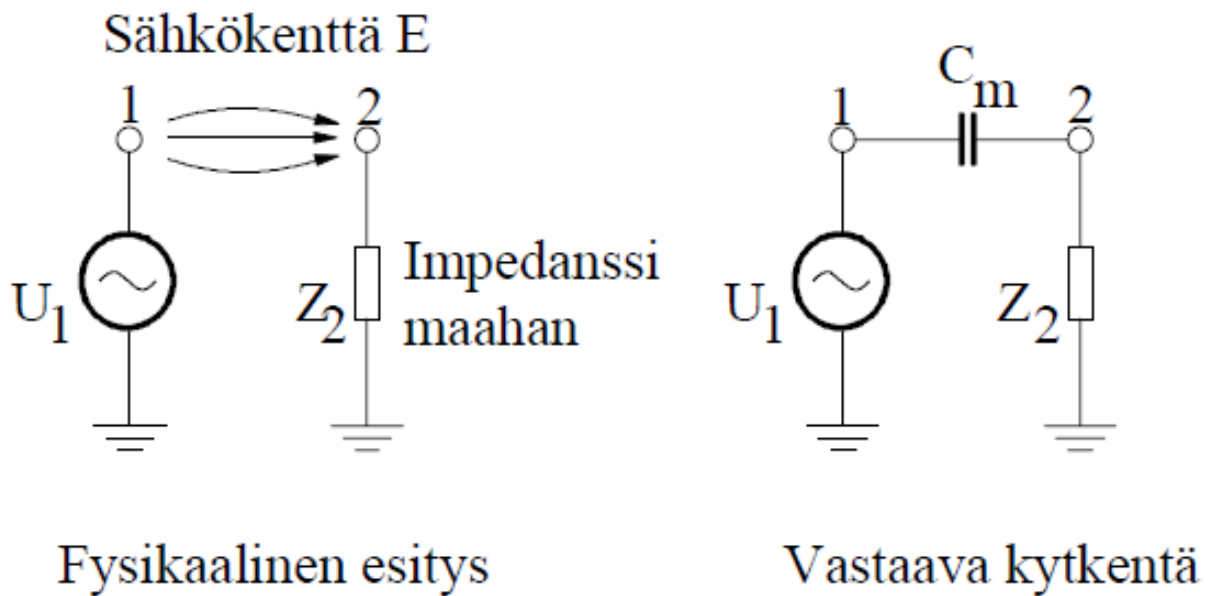 Sähkökenttä E
1
2
U1
Z2
Impedanssi
maahan
Fysikaalinen esitys
Cm
1
2
U1
Z2
Vastaava kytkentä